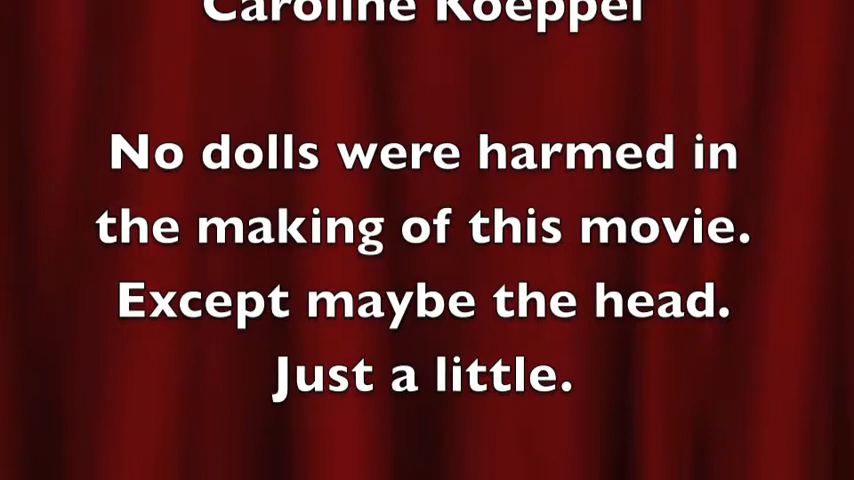 Caroline Koeppel
No dolls were harmed in
the making of this movie.
Except maybe the head.
Just a little.